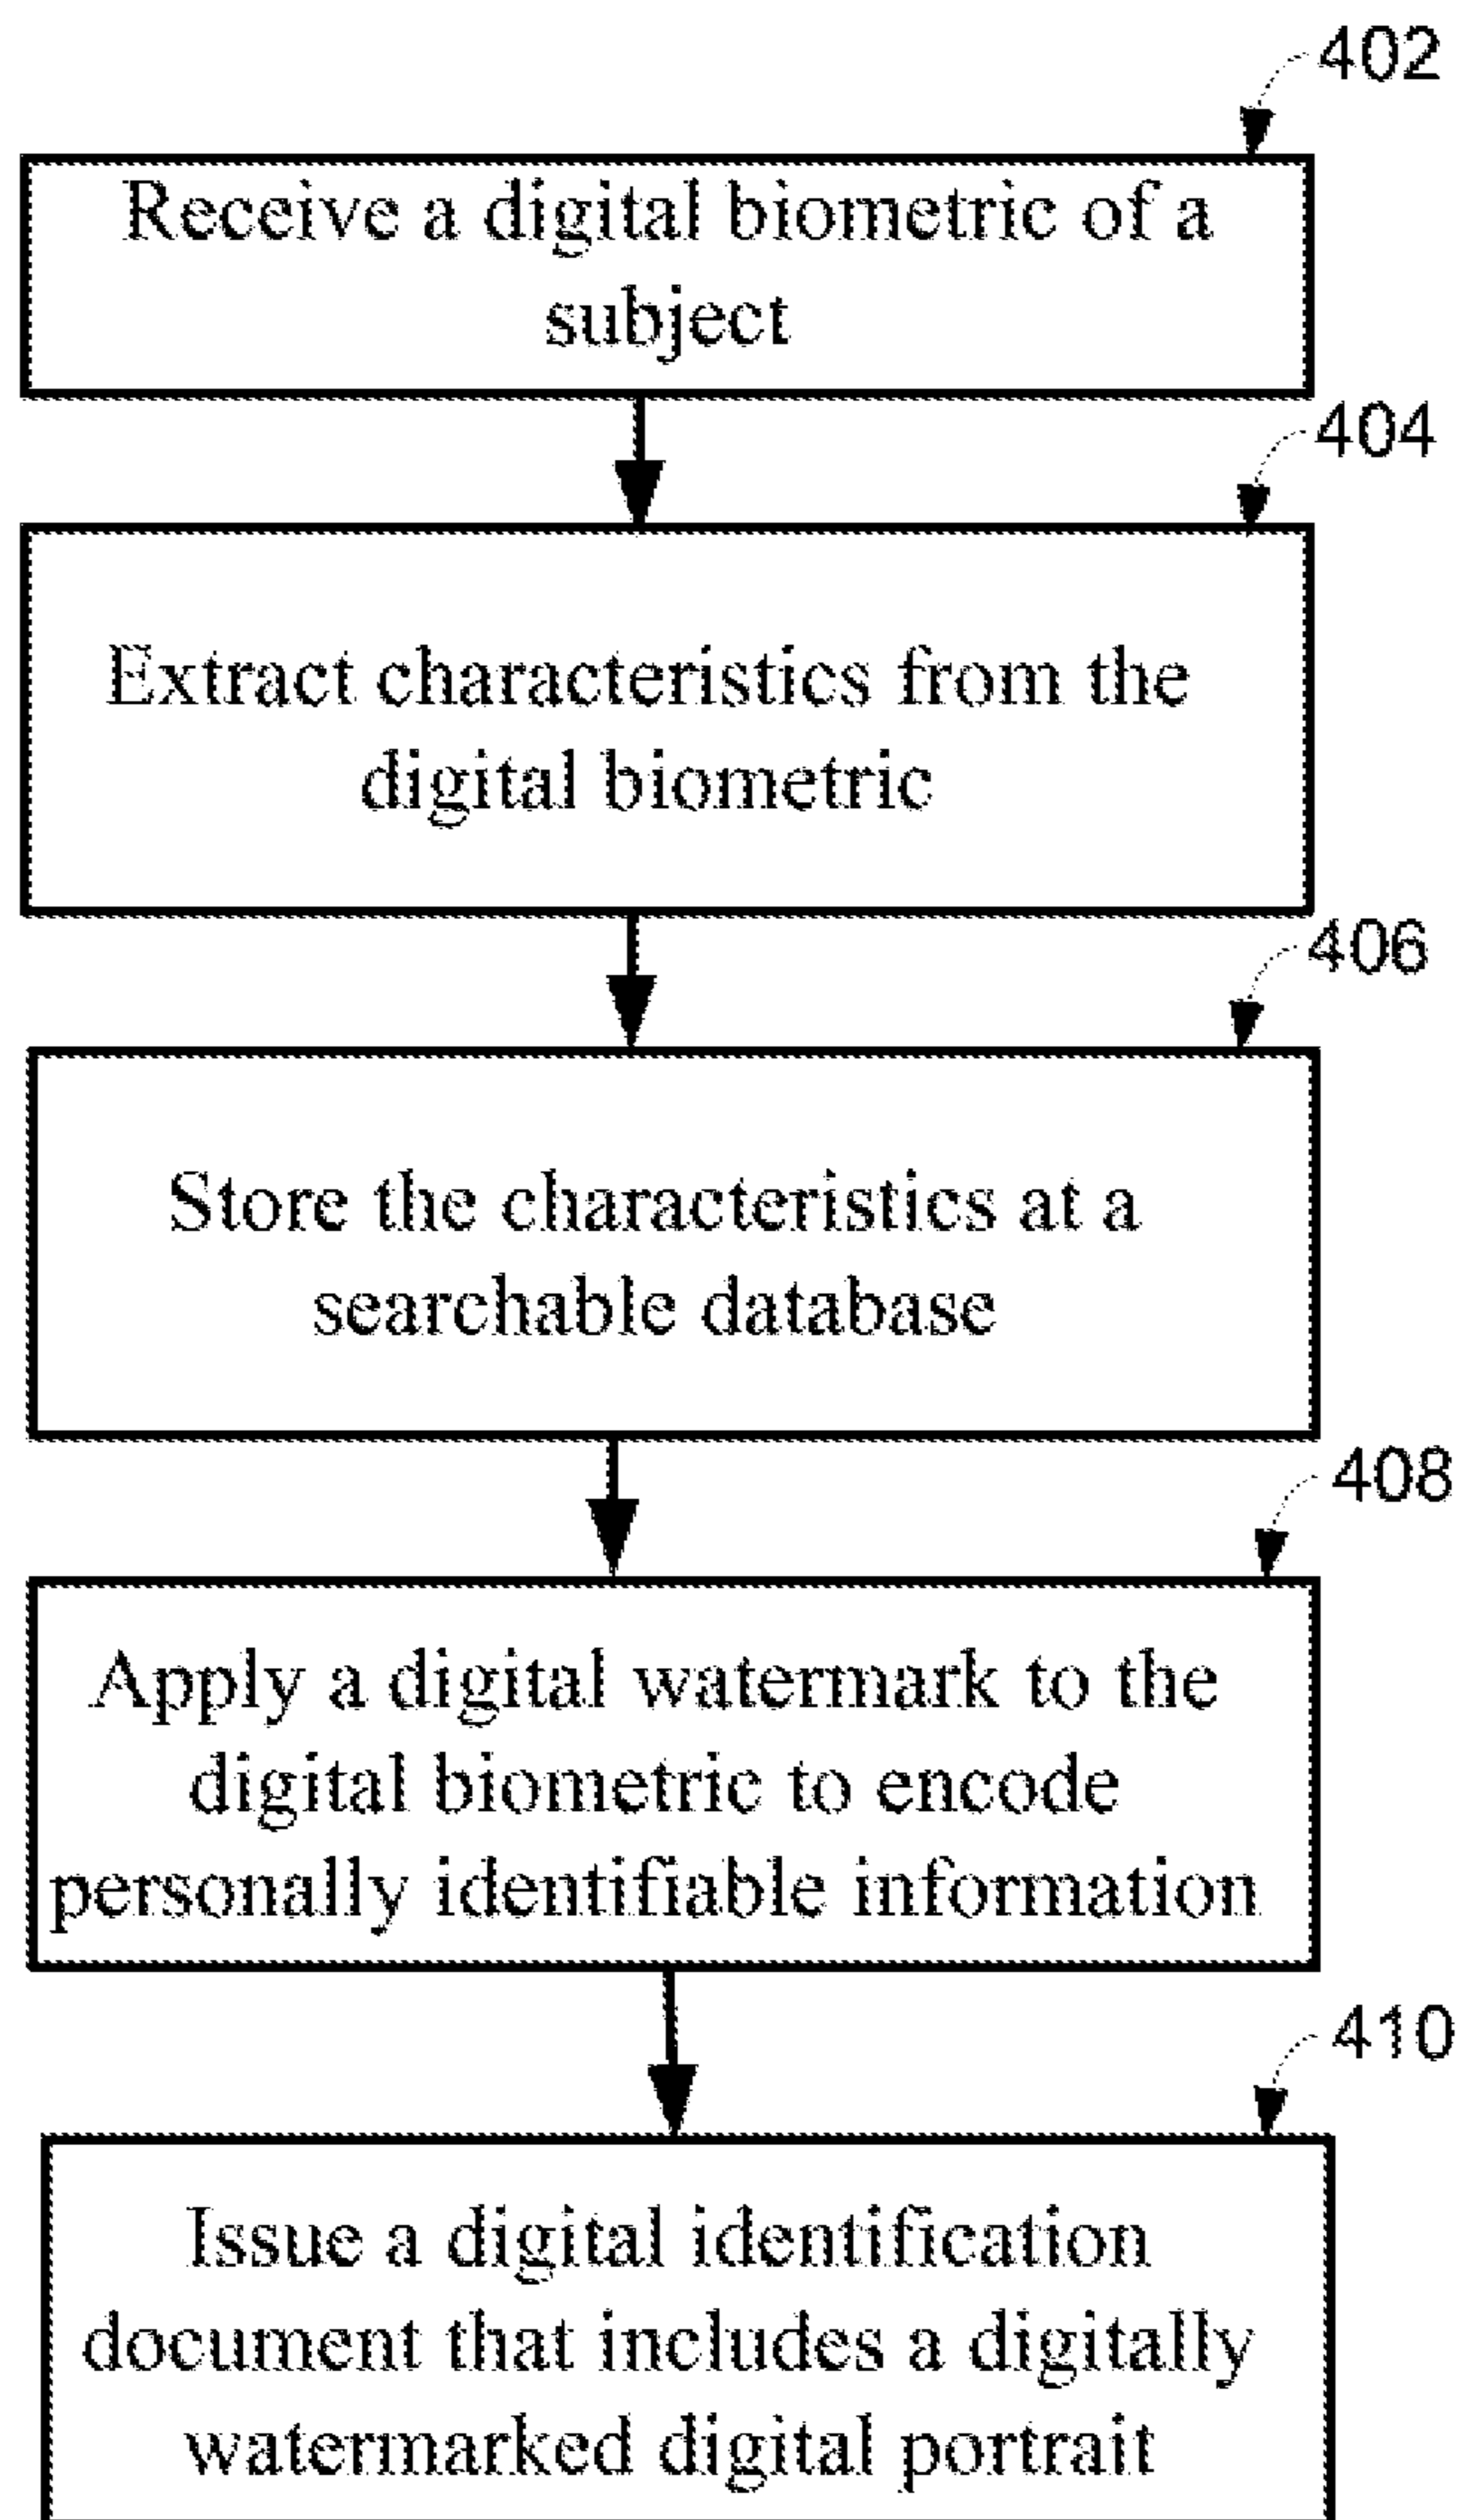 402
Receive a digital biometric of a
subject
404
Extract characteristics from the
digital biometric
406
Store the characteristics at a
searchable database
408
Apply a digital watermark to the
digital biometric to encode
personally identifiable information
410
Issue a digital identification
document that includes a digitally
watermarked digital portrait